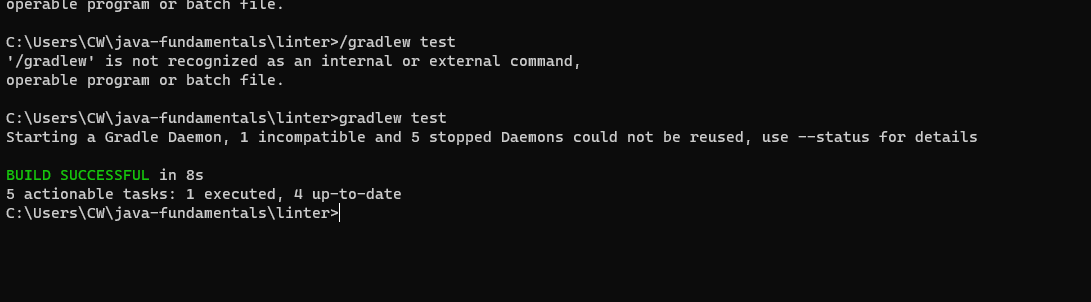 operable program or batch file.
C:\Users\CW\java-fundamentals\linter>/gradlew test
'/gradlew' is not recognized as an internal or external command,
operable program or batch file.
C:\Users\CW\java-fundamentals\linter>gradlew test
Starting a Gradle Daemon, 1 incompatible and 5 stopped Daemons could not be reused, use --status for details
BUILD SUCCESSFUL in 8s
5 actionable tasks: 1 executed, 4 up-to-date
C:\Users\CW\java-fundamentals\linter>